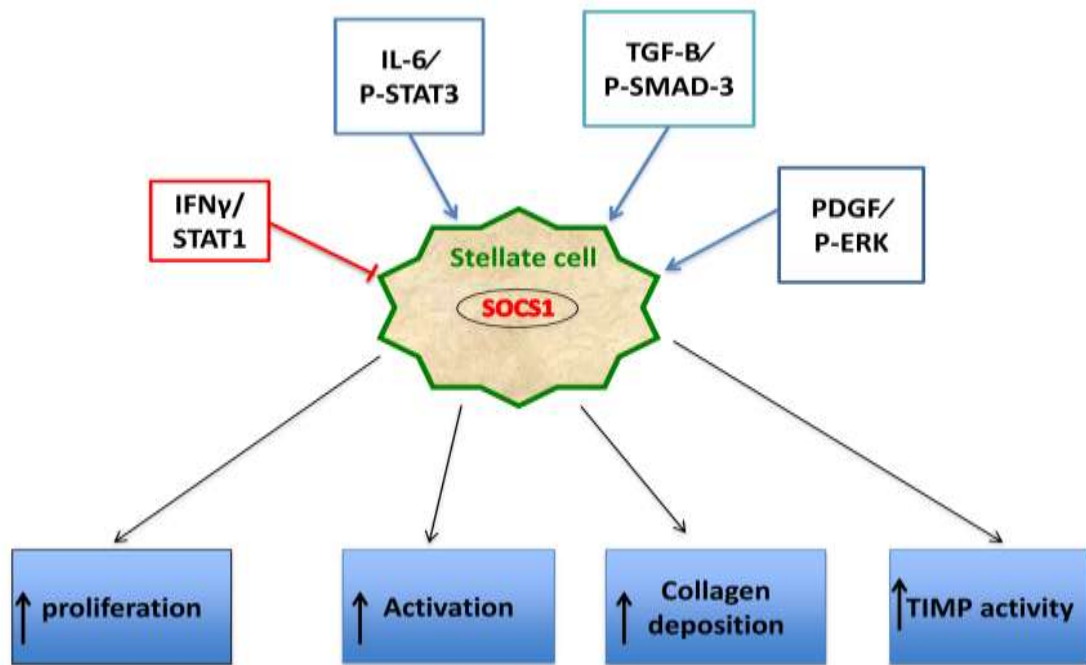 IL-6/
P-STAT3
TGF-B/
P-SMAD-3
IFNγ/
STAT1
PDGF/
P-ERK
Stellate cell
SOCS1
proliferation
Activation
Collagen
deposition
TIMP activity